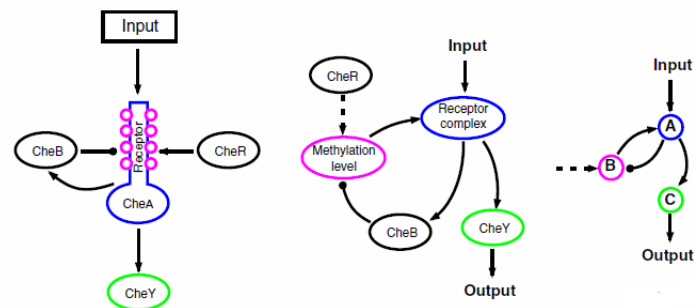 Input
Receptor
CheB
CheR
CheA
CheY
Input
CheR
Receptor
complex
Methylation
level
CheB
CheY
Output
Input
A
B
C
Output